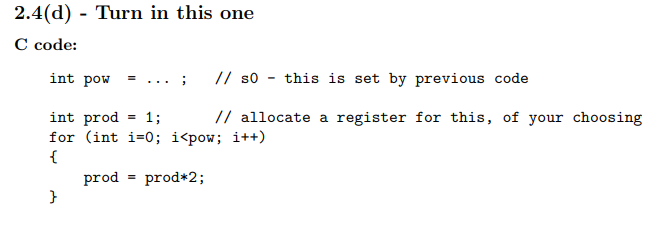 2.4(d) - Turn in this one
C code:
int pow = ... ; // s0 - this is set by previous code
int prod = 1; // allocate a register for this, of your choosing
for (int i=0; i<pow; i++)
{
prod = prod*2;
}